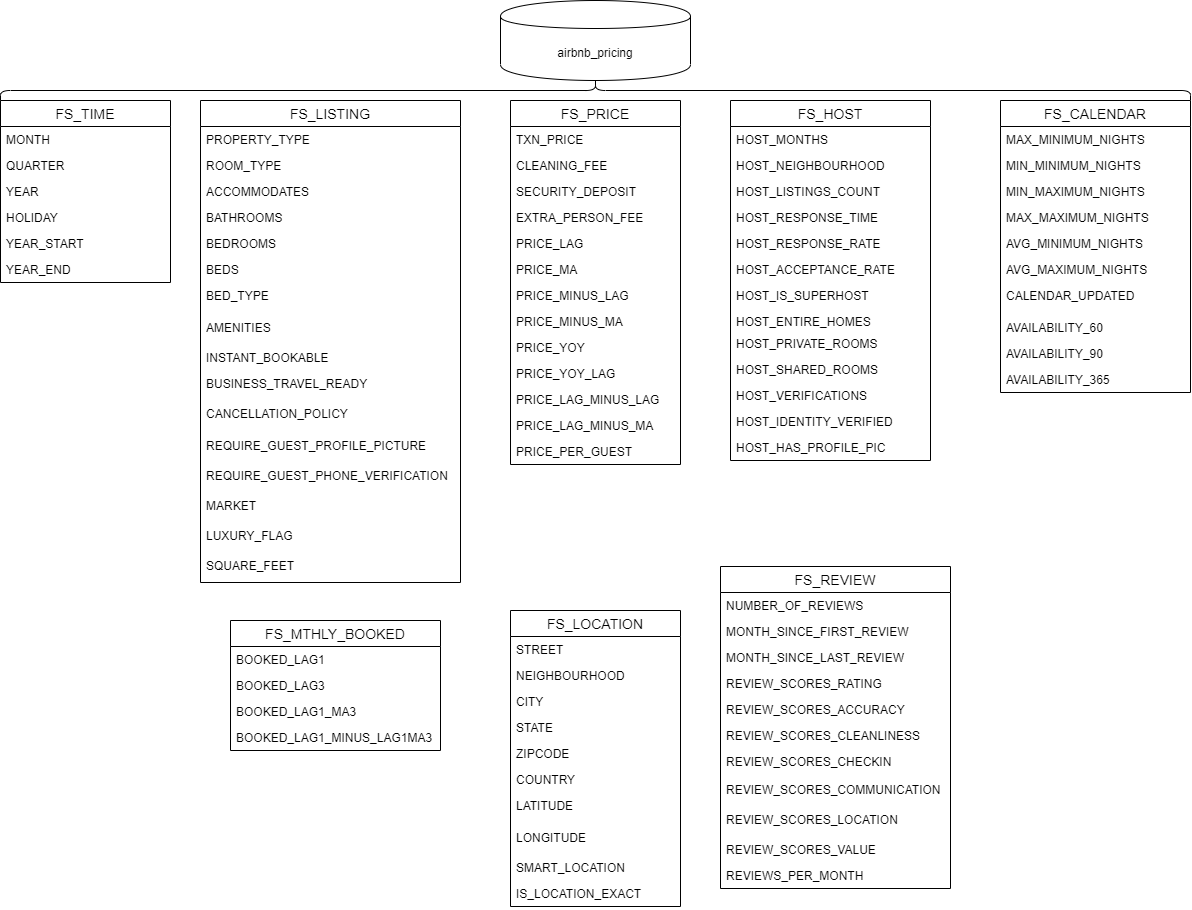 airbnb_pricing
FS_TIME
MONTH
QUARTER
YEAR
HOLIDAY
YEAR_START
YEAR_END
FS_LISTING
PROPERTY_TYPE
ROOM_TYPE
ACCOMMODATES
BATHROOMS
BEDROOMS
BEDS
BED_TYPE
AMENITIES
INSTANT_BOOKABLE
BUSINESS_TRAVEL_READY
CANCELLATION_POLICY
REQUIRE_GUEST_PROFILE_PICTURE
REQUIRE_GUEST_PHONE_VERIFICATION
MARKET
LUXURY_FLAG
SQUARE_FEET
FS_PRICE
TXN_PRICE
CLEANING_FEE
SECURITY_DEPOSIT
EXTRA_PERSON_FEE
PRICE_LAG
PRICE_MA
PRICE_MINUS_LAG
PRICE_MINUS_MA
PRICE_YOY
PRICE_YOY_LAG
PRICE_LAG_MINUS_LAG
PRICE_LAG_MINUS_MA
PRICE_PER_GUEST
FS_HOST
HOST_MONTHS
HOST_NEIGHBOURHOOD
HOST_LISTINGS_COUNT
HOST_RESPONSE_TIME
HOST_RESPONSE_RATE
HOST_ACCEPTANCE_RATE
HOST_IS_SUPERHOST
HOST_ENTIRE_HOMES
HOST_PRIVATE_ROOMS
HOST_SHARED_ROOMS
HOST_VERIFICATIONS
HOST_IDENTITY_VERIFIED
HOST_HAS_PROFILE_PIC
FS_CALENDAR
MAX_MINIMUM_NIGHTS
MIN_MINIMUM_NIGHTS
MIN_MAXIMUM_NIGHTS
MAX_MAXIMUM_NIGHTS
AVG_MINIMUM_NIGHTS
AVG_MAXIMUM_NIGHTS
CALENDAR_UPDATED
AVAILABILITY_60
AVAILABILITY_90
AVAILABILITY_365
FS_MTHLY_BOOKED
BOOKED_LAG1
BOOKED_LAG3
BOOKED_LAG1_MA3
BOOKED_LAG1_MINUS_LAG1MA3
FS_LOCATION
STREET
NEIGHBOURHOOD
CITY
STATE
ZIPCODE
COUNTRY
LATITUDE
LONGITUDE
SMART_LOCATION
IS_LOCATION_EXACT
FS_REVIEW
NUMBER_OF_REVIEWS
MONTH_SINCE_FIRST_REVIEW
MONTH_SINCE_LAST_REVIEW
REVIEW_SCORES_RATING
REVIEW_SCORES_ACCURACY
REVIEW_SCORES_CLEANLINESS
REVIEW_SCORES_CHECKIN
REVIEW_SCORES_COMMUNICATION
REVIEW_SCORES_LOCATION
REVIEW_SCORES_VALUE
REVIEWS_PER_MONTH